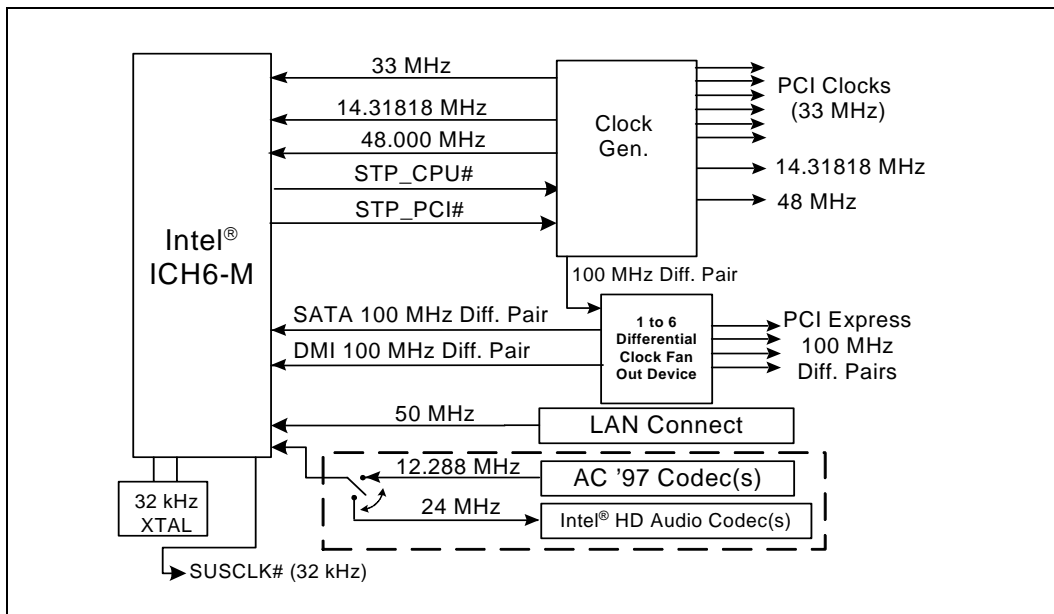 33 MHz
14.31818 MHz
48.000 MHz
STP_CPU#
STP_PCI#
Intel®
ICH6-M
Clock
Gen.
PCI Clocks
(33 MHz)
14.31818 MHz
48 MHz
100 MHz Diff. Pair
SATA 100 MHz Diff. Pair
DMI 100 MHz Diff. Pair
1 to 6
Differential
Clock Fan
Out Device
PCI Express
100 MHz
Diff. Pairs
50 MHz
LAN Connect
12.288 MHz
AC '97 Codec(s)
24 MHz
Intel® HD Audio Codec(s)
32 kHz
XTAL
SUSCLK# (32 kHz)